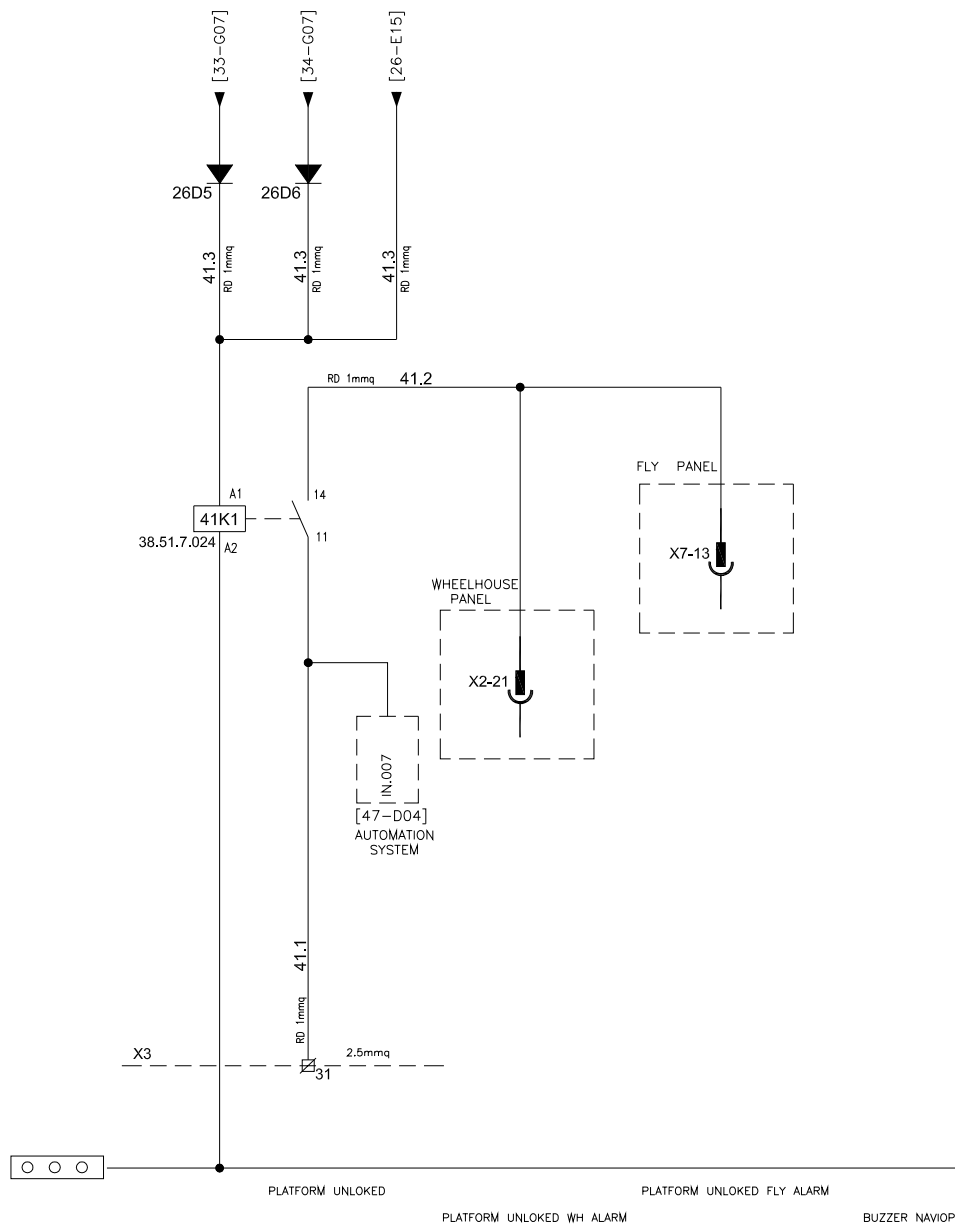 [33-G07]
[34-G07]
[26-E15]
26D5
26D6
41.3
RD 1mmq
41.3
RD 1mmq
41.3
RD 1mmq
RD 1mmq
41.2
FLY PANEL
A1
14
41K1
11
38.51.7.024
A2
X7-13
WHEELHOUSE
PANEL
X2-21
IN.007
[47-D04]
AUTOMATION
SYSTEM
41.1
RD 1mmq
X3
2.5mmq
31
PLATFORM UNLOKED
PLATFORM UNLOKED FLY ALARM
PLATFORM UNLOKED WH ALARM
BUZZER NAVIOP